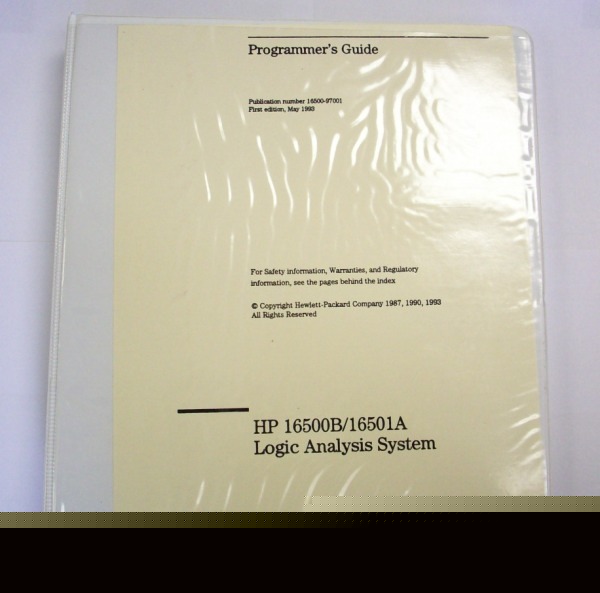 Programmer's Guide
Publication number 16500-97001
First edition, May 1993
For Safety information, Warranties, and Regulatory
information, see the pages behind the index
© Copyright Hewlett-Packard Company 1987, 1990, 1993
All Rights Reserved
HP 16500B/16501A
Logic Analysis System